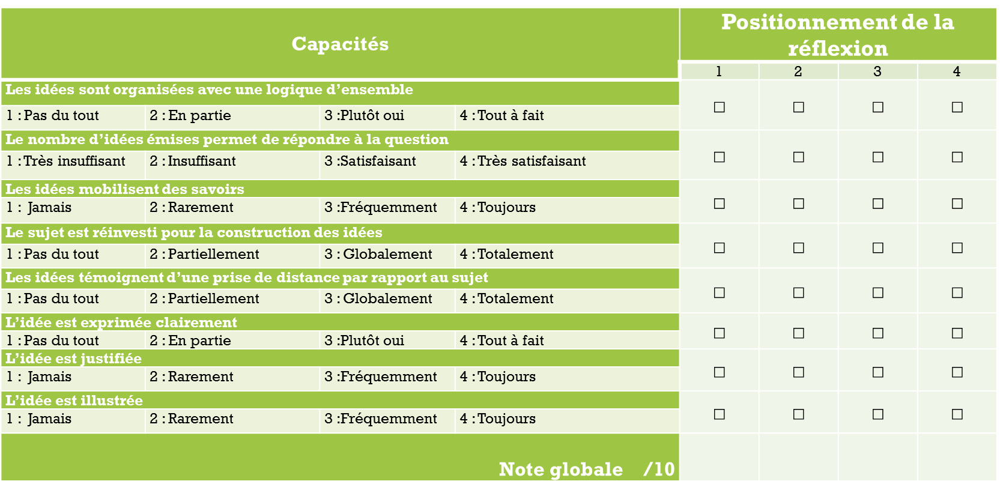 Capacités
Positionnement de la
réflexion
1 2 3 4
Les idées sont organisées avec une logique d’ensemble
1 : Pas du tout 2 : En partie 3 :Plutôt oui 4 : Tout à fait
☐ ☐ ☐ ☐
Le nombre d’idées émises permet de répondre à la question
1 : Très insuffisant 2 : Insuffisant 3 :Satisfaisant 4 : Très satisfaisant
☐ ☐ ☐ ☐
Les idées mobilisent des savoirs
1 : Jamais 2 : Rarement 3 :Fréquemment 4 : Toujours
☐ ☐ ☐ ☐
Le sujet est réinvesti pour la construction des idées
1 : Pas du tout 2 : Partiellement 3 : Globalement 4 : Totalement
☐ ☐ ☐ ☐
Les idées témoignent d’une prise de distance par rapport au sujet
1 : Pas du tout 2 : Partiellement 3 : Globalement 4 : Totalement
☐ ☐ ☐ ☐
L’idée est exprimée clairement
1 : Pas du tout 2 : En partie 3 :Plutôt oui 4 : Tout à fait
☐ ☐ ☐ ☐
L’idée est justifiée
1 : Jamais 2 : Rarement 3 :Fréquemment 4 : Toujours
☐ ☐ ☐ ☐
L’idée est illustrée
1 : Jamais 2 : Rarement 3 :Fréquemment 4 : Toujours
☐ ☐ ☐ ☐
Note globale /10